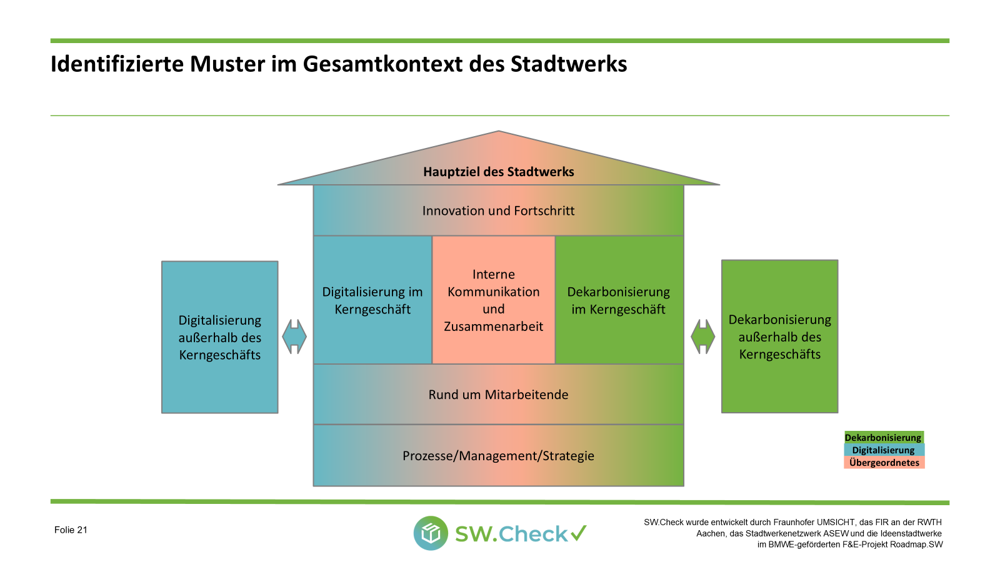 Identifizierte Muster im Gesamtkontext des Stadtwerks
Hauptziel des Stadtwerks
Innovation und Fortschritt
Digitalisierung
außerhalb des
Kerngeschäfts
Digitalisierung im
Kerngeschäft
Interne
Kommunikation
und
Zusammenarbeit
Dekarbonisierung
im Kerngeschäft
Dekarbonisierung
außerhalb des
Kerngeschäfts
Rund um Mitarbeitende
Prozesse/Management/Strategie
Dekarbonisierung
Digitalisierung
Übergeordnetes
Folie 21
SW.Check
SW.Check wurde entwickelt durch Fraunhofer UMSICHT, das FIR an der RWTH
Aachen, das Stadtwerkenetzwerk ASEW und die Ideenstadtwerke
im BMWE-geförderten F&E-Projekt Roadmap.SW